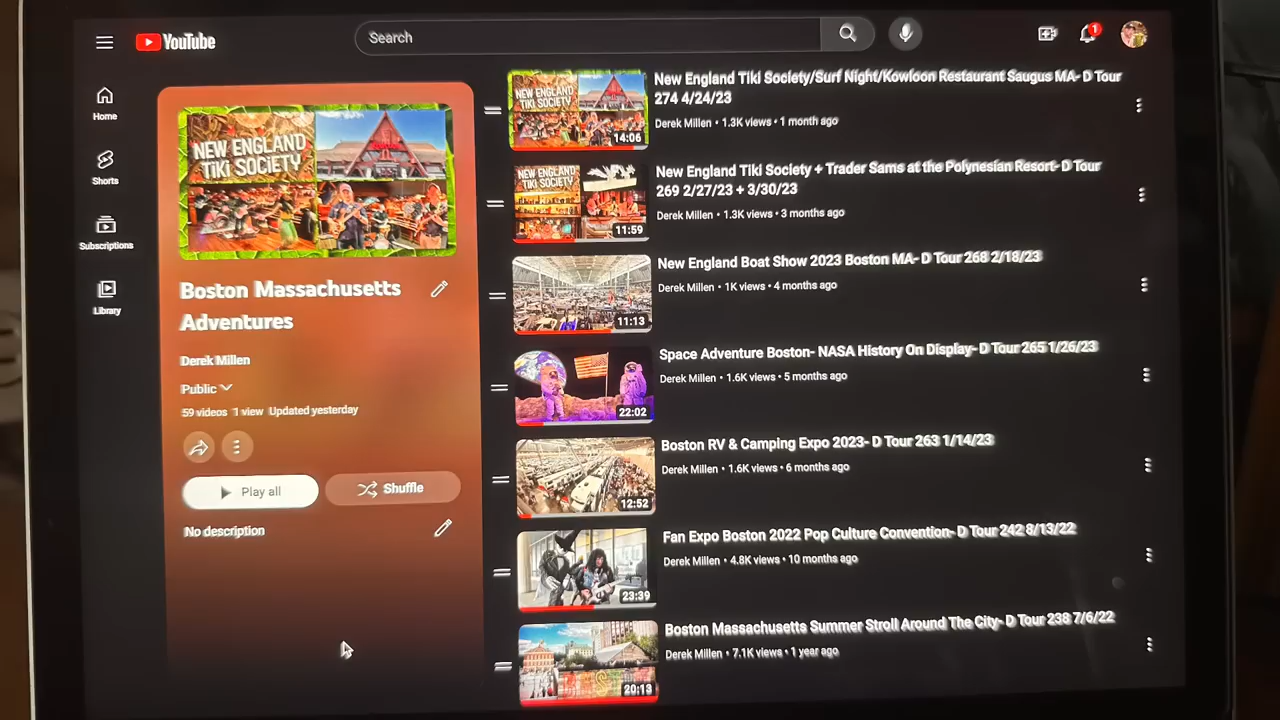 YouTube
Search
1
Home
Shorts
Subscriptions
Library
NEW ENGLAND
TiKi SOCIETY
Boston Massachusetts
Adventures
Derek Millen
Public
59 videos 1 view Updated yesterday
Play all
Shuffle
No description
NEW ENGLAND
TIKI SOCIETY
14:06
New England Tiki Society/Surf Night/Kowloon Restaurant Saugus MA- D Tour
274 4/24/23
Derek Millen • 1.3K views • 1 month ago
NEW ENGLAND
TIKI SOCIETY
11:59
New England Tiki Society + Trader Sams at the Polynesian Resort- D Tour
269 2/27/23 + 3/30/23
Derek Millen • 1.3K views • 3 months ago
11:13
New England Boat Show 2023 Boston MA- D Tour 268 2/18/23
Derek Millen • 1K views • 4 months ago
22:02
Space Adventure Boston- NASA History On Display- D Tour 265 1/26/23
Derek Millen • 1.6K views • 5 months ago
12:52
Boston RV & Camping Expo 2023- D Tour 263 1/14/23
Derek Millen • 1.6K views • 6 months ago
23:39
Fan Expo Boston 2022 Pop Culture Convention- D Tour 242 8/13/22
Derek Millen • 4.8K views • 10 months ago
20:13
Boston Massachusetts Summer Stroll Around The City- D Tour 238 7/6/22
Derek Millen • 7.1K views • 1 year ago